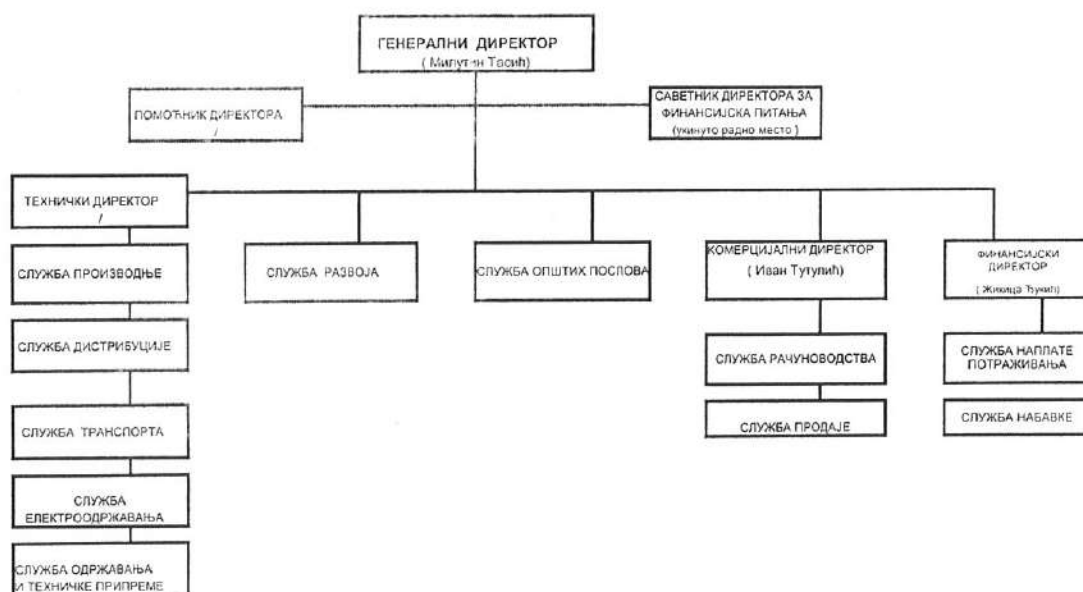 ГЕНЕРАЛНИ ДИРЕКТОР
( Милутин Тасић)
ПОМОЋНИК ДИРЕКТОРА
/
САВЕТНИК ДИРЕКТОРА ЗА
ФИНАНСИЈСКА ПИТАЊА
(укинуто радно место )
ТЕХНИЧКИ ДИРЕКТОР
/
СЛУЖБА РАЗВОЈА
СЛУЖБА ОПШТИХ ПОСЛОВА
КОМЕРЦИЈАЛНИ ДИРЕКТОР
( Иван Тутулић)
ФИНАНСИЈСКИ
ДИРЕКТОР
( Жикица Ђукић)
СЛУЖБА ПРОИЗВОДЊЕ
СЛУЖБА ДИСТРИБУЦИЈЕ
СЛУЖБА ТРАНСПОРТА
СЛУЖБА
ЕЛЕКТРООДРЖАВАЊА
СЛУЖБА ОДРЖАВАЊА
И ТЕХНИЧКЕ ПРИПРЕМЕ
СЛУЖБА РАЧУНОВОДСТВА
СЛУЖБА ПРОДАЈЕ
СЛУЖБА НАПЛАТЕ
ПОТРАЖИВАЊА
СЛУЖБА НАБАВКЕ